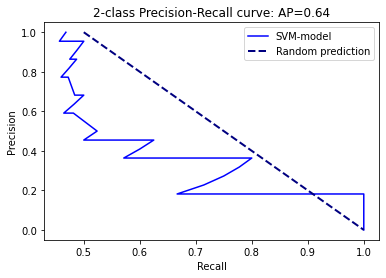 2-class Precision-Recall curve: AP=0.64
SVM-model
Random prediction
Precision
1.0
0.8
0.6
0.4
0.2
0.0
0.5
0.6
0.7
0.8
0.9
1.0
Recall